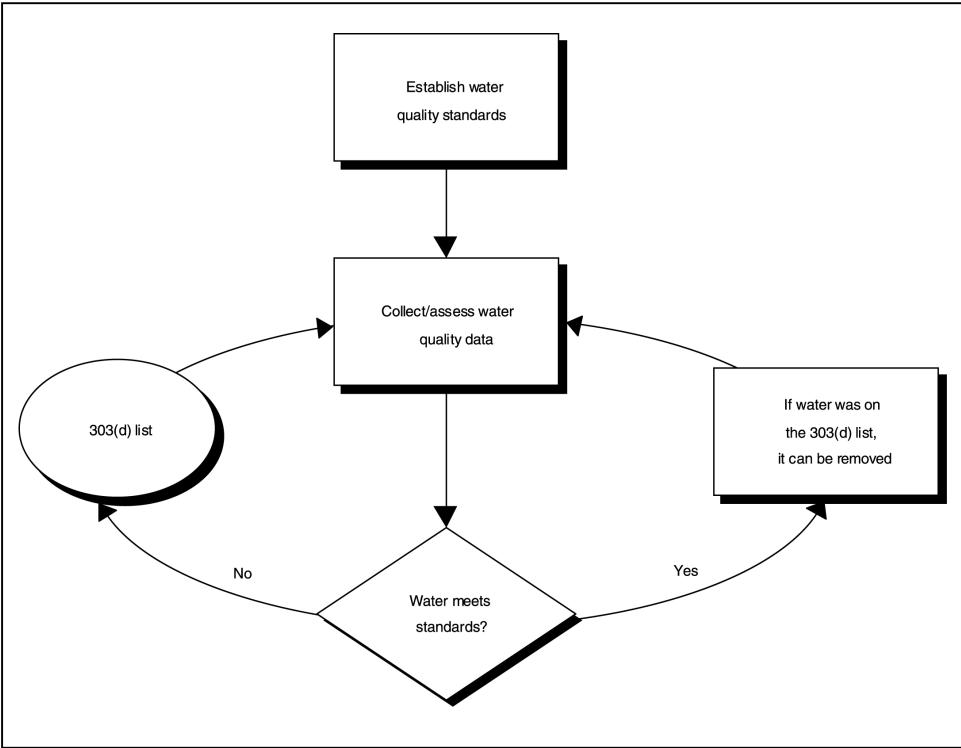 Establish water
quality standards
Collect/assess water
quality data
303(d) list
If water was on
the 303(d) list,
it can be removed
No
Yes
Water meets
standards?